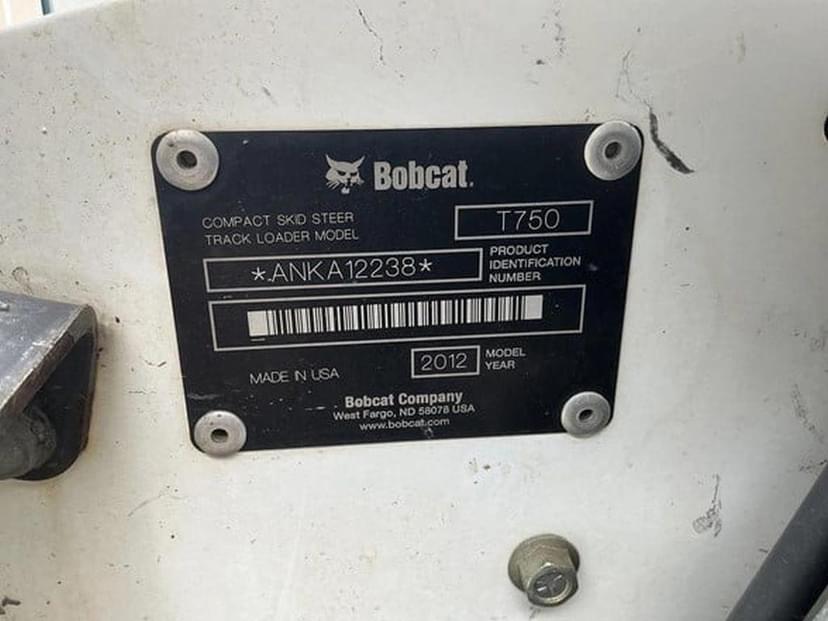 Bobcat.
COMPACT SKID STEER
TRACK LOADER MODEL
T750
*ANKA12238*
PRODUCT
IDENTIFICATION
NUMBER
MADE IN USA
2012
MODEL
YEAR
Bobcat Company
West Fargo, ND 58078 USA
www.bobcat.com